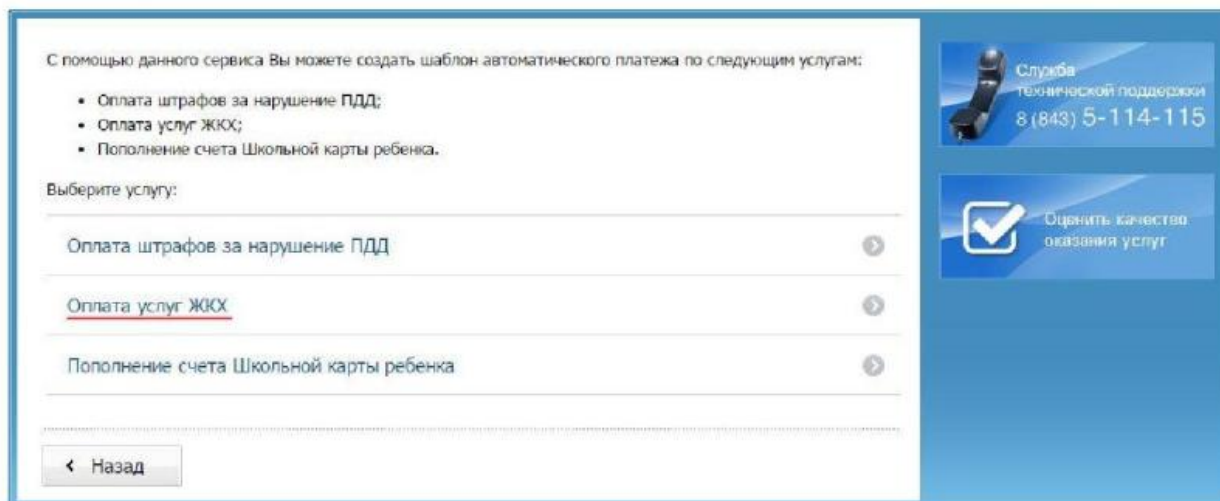 С помощью данного сервиса Вы можете создать шаблон автоматического платежа по следующим услугам:
• Оплата штрафов за нарушение ПДД;
• Оплата услуг ЖКХ;
• Пополнение счета Школьной карты ребенка.
Выберите услугу:
Оплата штрафов за нарушение ПДД
Оплата услуг ЖКХ
Пополнение счета Школьной карты ребенка
Назад
Служба
технической поддержки
8 (843) 5-114-115
Оценить качество
оказания услуг